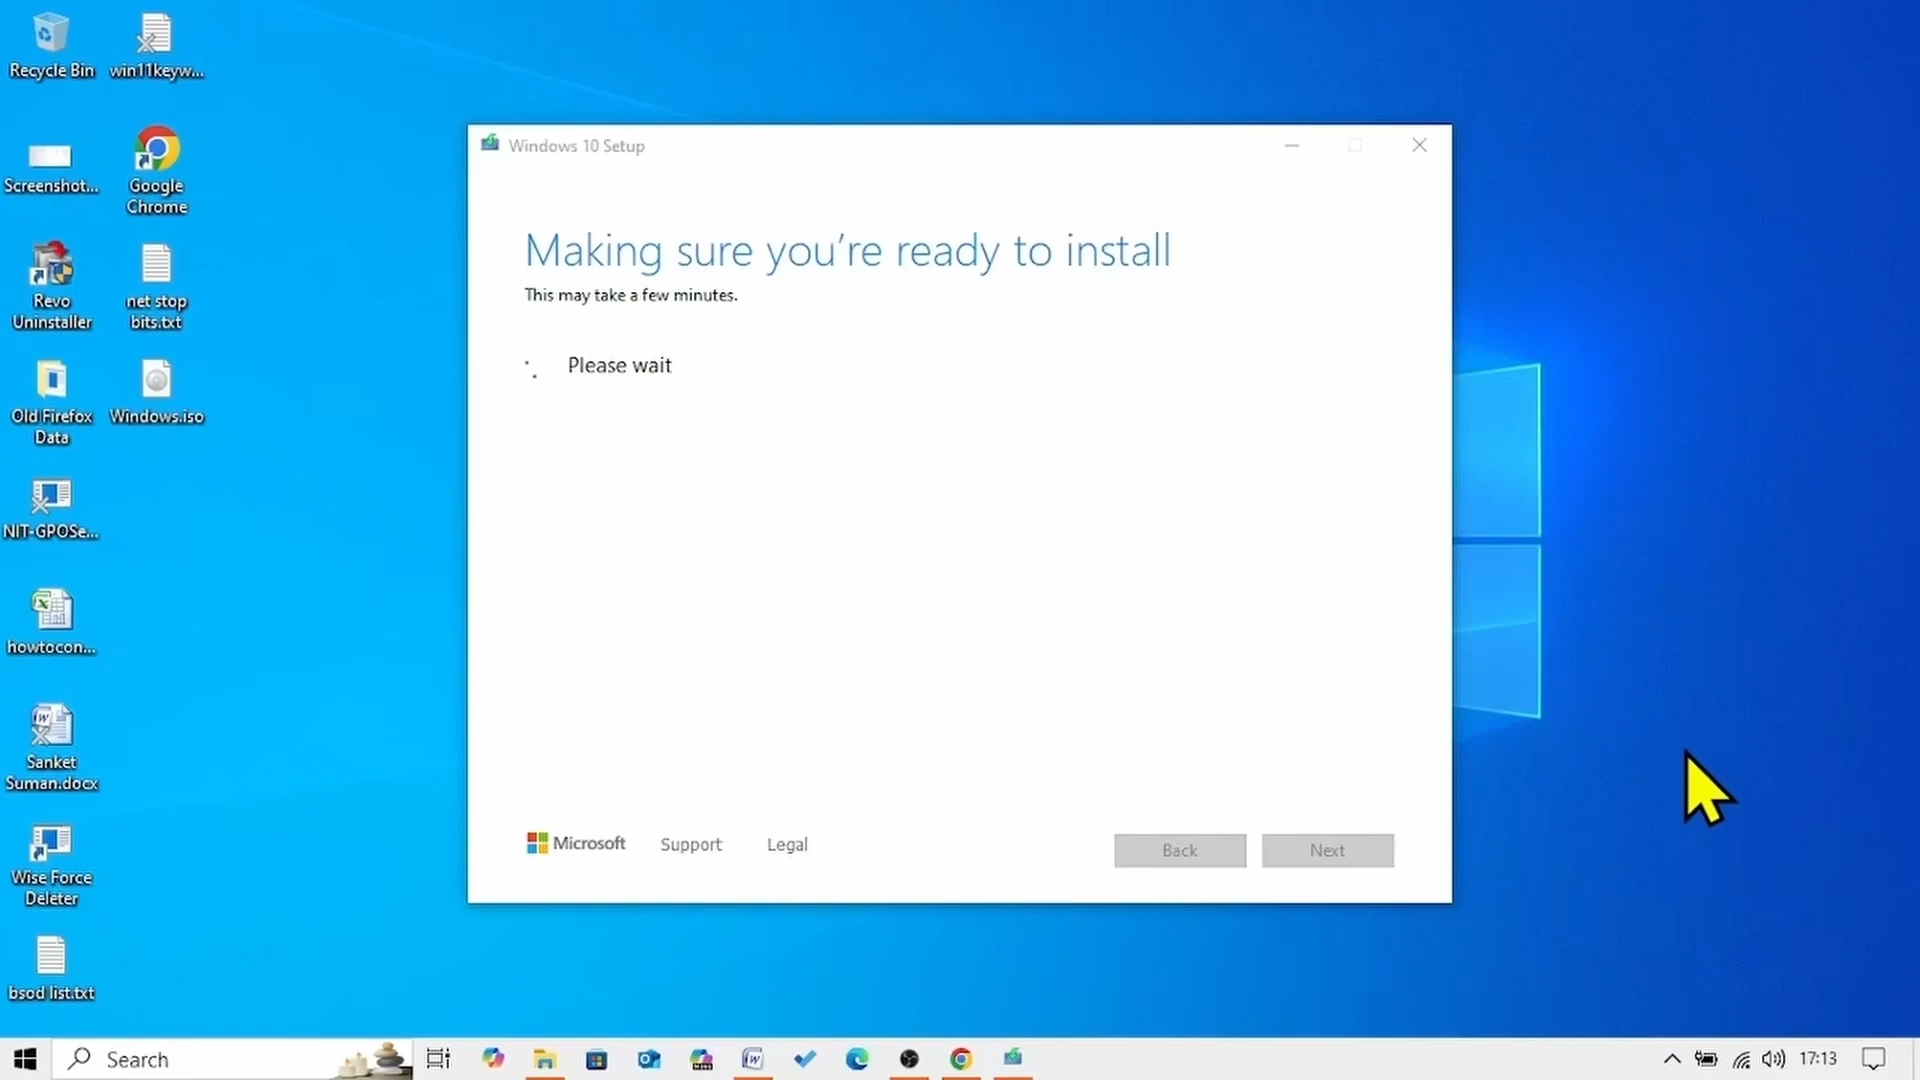 Recycle Bin
win11keyw...
Screenshot...
Google
Chrome
Revo
Uninstaller
net stop
bits.txt
Old Firefox
Data
Windows.iso
NIT-GPOSe...
howtocon...
Sanket
Suman.docx
Wise Force
Deleter
bsod list.txt
Windows 10 Setup
Making sure you're ready to install
This may take a few minutes.
Please wait
Microsoft
Support
Legal
Back
Next
Search
17:13